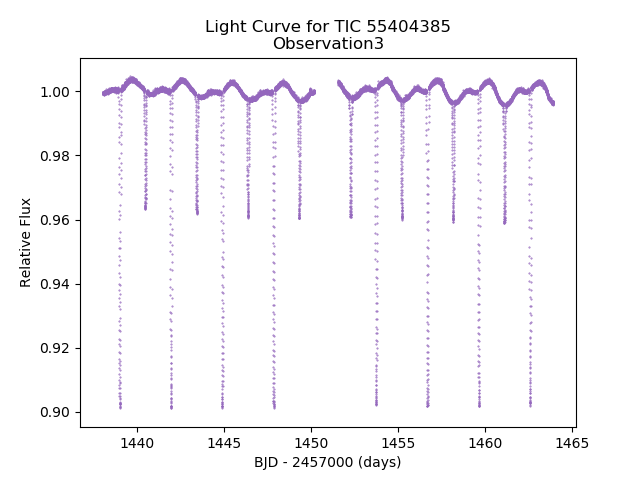 Light Curve for TIC 55404385
Observation3
1.00
0.98
0.96
0.94
0.92
0.90
Relative Flux
1440 1445 1450 1455 1460 1465
BJD - 2457000 (days)